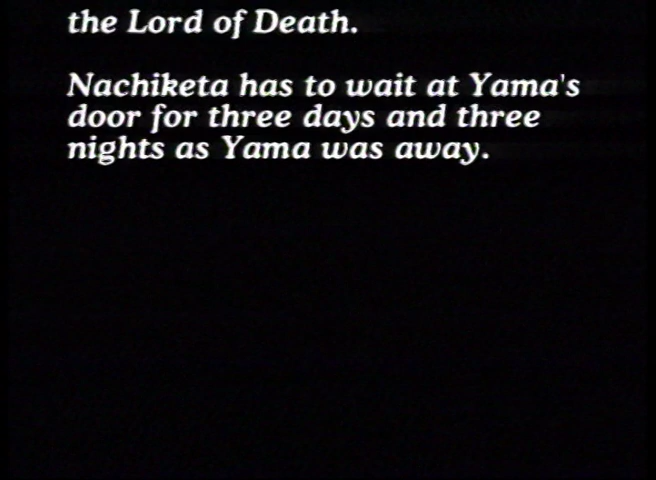 the Lord of Death.
Nachiketa has to wait at Yama's
door for three days and three
nights as Yama was away.